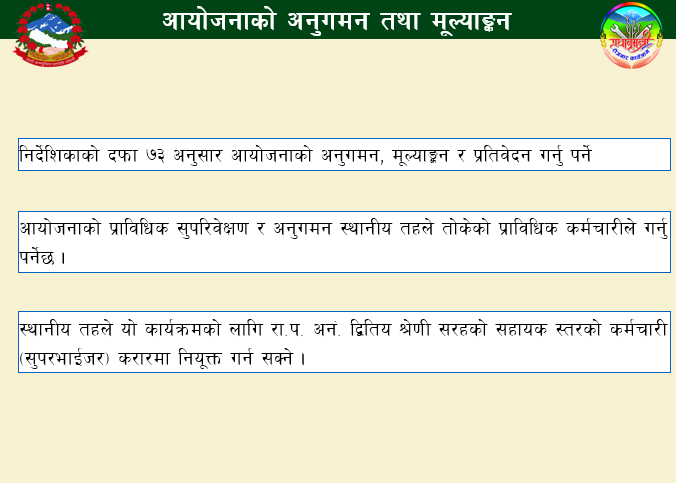 आयोजनाको अनुगमन तथा मूल्याङ्कन
निर्देशिकाको दफा ७३ अनुसार आयोजनाको अनुगमन, मूल्याङ्कन र प्रतिवेदन गर्नु पर्ने
आयोजनाको प्राविधिक सुपरिवेक्षण र अनुगमन स्थानीय तहले तोकेको प्राविधिक कर्मचारीले गर्नु
पर्नेछ ।
स्थानीय तहले यो कार्यक्रमको लागि रा.प. अनं. द्वितिय श्रेणी सरहको सहायक स्तरको कर्मचारी
(सुपरभाईजर) करारमा नियूक्त गर्न सक्ने ।